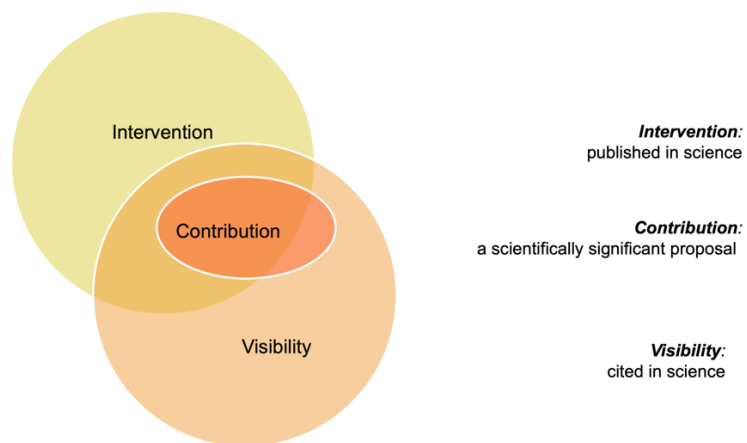 Intervention
Contribution
Visibility
Intervention:
published in science
Contribution:
a scientifically significant proposal
Visibility:
cited in science